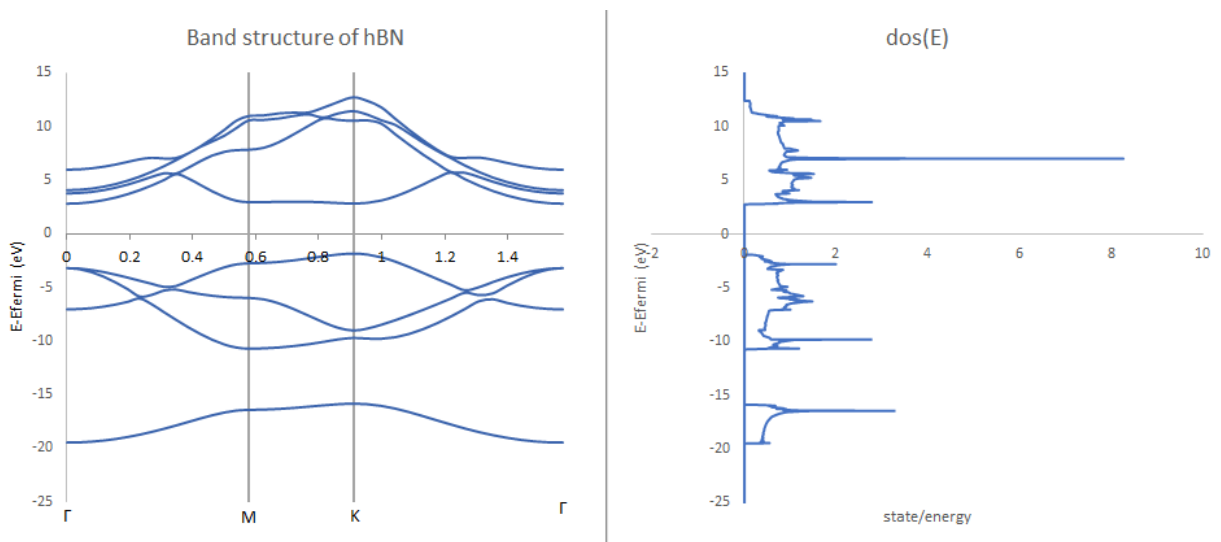 Band structure of hBN
15
10
5
0
-5
-10
-15
-20
-25
0 0.2 0.4 0.6 0.8 1 1.2 1.4
E-Efermi (eV)
Γ M K Γ
dos(E)
15
10
5
0
-5
-10
-15
-20
-25
-2 0 2 4 6 8 10
E-Efermi (eV)
state/energy